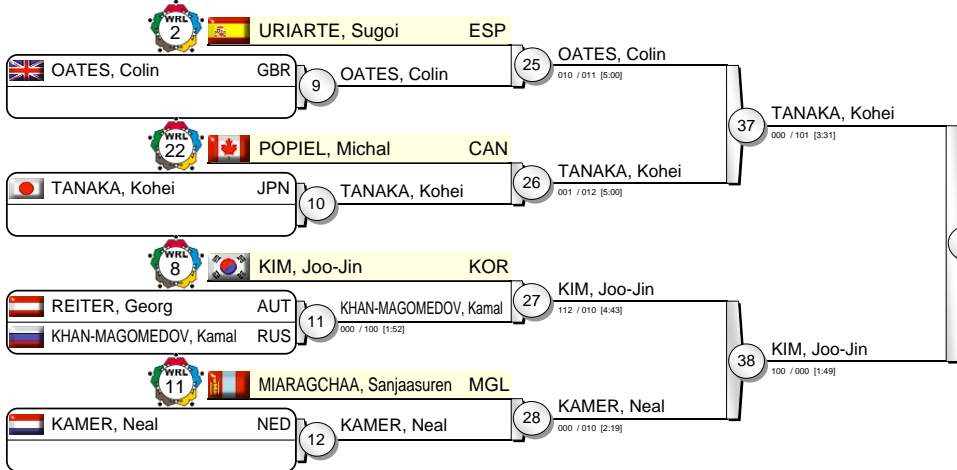 WRL 2 URIARTE, Sugoi ESP
OATES, Colin GBR
9 OATES, Colin
25 OATES, Colin
010 / 011 [5:00]
WRL 22 POPIEL, Michal CAN
TANAKA, Kohei JPN
10 TANAKA, Kohei
26 TANAKA, Kohei
001 / 012 [5:00]
37 TANAKA, Kohei
000 / 101 [3:31]
WRL 8 KIM, Joo-Jin KOR
REITER, Georg AUT
KHAN-MAGOMEDOV, Kamal RUS
11 KHAN-MAGOMEDOV, Kamal
000 / 100 [1:52]
27 KIM, Joo-Jin
112 / 010 [4:43]
WRL 11 MIARAGCHAA, Sanjaasuren MGL
KAMER, Neal NED
12 KAMER, Neal
28 KAMER, Neal
000 / 010 [2:19]
38 KIM, Joo-Jin
100 / 000 [1:49]